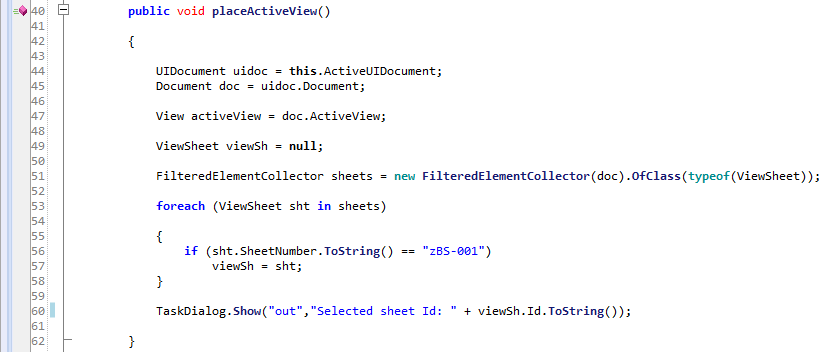 40 public void placeActiveView()
41
42 {
43
44 UIDocument uidoc = this.ActiveUIDocument;
45 Document doc = uidoc.Document;
46
47 View activeView = doc.ActiveView;
48
49 ViewSheet viewSh = null;
50
51 FilteredElementCollector sheets = new FilteredElementCollector(doc).OfClass(typeof(ViewSheet));
52
53 foreach (ViewSheet sht in sheets)
54
55 {
56 if (sht.SheetNumber.ToString() == "zBS-001")
57 viewSh = sht;
58 }
59
60 TaskDialog.Show("out","Selected sheet Id: " + viewSh.Id.ToString());
61
62 }